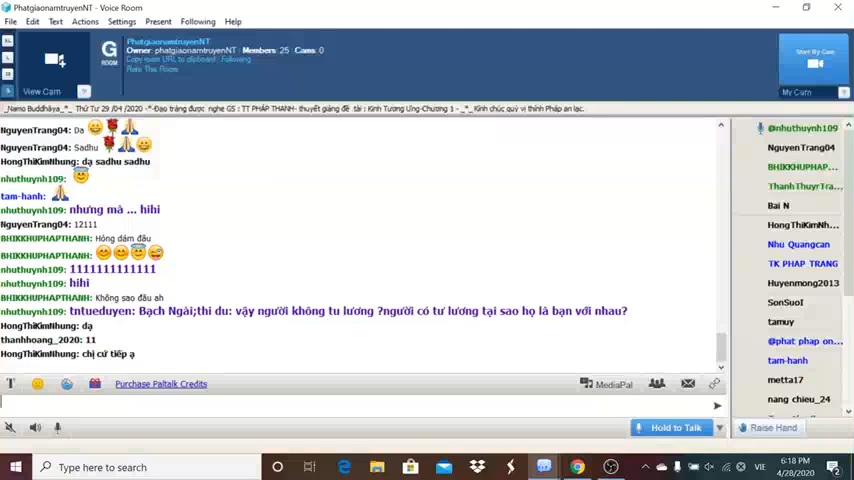 PhatgiaonamtruyenNT - Voice Room
File Edit Text Actions Settings Present Following Help
PhatgiaonamtruyenNT
Owner: phatgiaonamtruyenNT | Members: 25 Cams: 0
Copy room URL to clipboard Following
Rate This Room
G
ROOM
View Cam
Start My Cam
My Cam
_Namo Buddhāya_*_ Thứ Tư 29 /04 /2020 -*-Đạo tràng được nghe GS : TT PHÁP THANH- thuyết giảng đề tài : Kinh Tương Ưng-Chương 1 - _*_ Kính chúc quý vị thính Pháp an lạc.
NguyenTrang04: Dạ
NguyenTrang04: Sadhu
HongThiKimNhung: dạ sadhu sadhu
nhuthuynh109:
tam-hanh:
nhuthuynh109: nhưng mà ... hihi
NguyenTrang04: 12111
BHIKKHUPHAPTHANH: Hỏng dám đâu
BHIKKHUPHAPTHANH:
nhuthuynh109: 1111111111111
nhuthuynh109: hihi
BHIKKHUPHAPTHANH: Không sao đâu ah
nhuthuynh109: tntueduyen: Bạch Ngài;thi du: vậy người không tu lương ?người có tư lương tại sao họ là bạn với nhau?
HongThiKimNhung: dạ
thanhhoang_2020: 11
HongThiKimNhung: chị cứ tiếp ạ
@nhuthuynh109
NguyenTrang04
BHIKKHUPHAP...
ThanhThuyrTra...
Bai N
HongThiKimNh...
Nhu Quangcan
TK PHAP TRANG
Huyenmong2013
SonSuoI
tamuy
@phat phap on...
tam-hanh
metta17
nang chieu_24
T Purchase Paltalk Credits MediaPal
Hold to Talk
Raise Hand
Type here to search
VIE
6:18 PM
4/28/2020
2